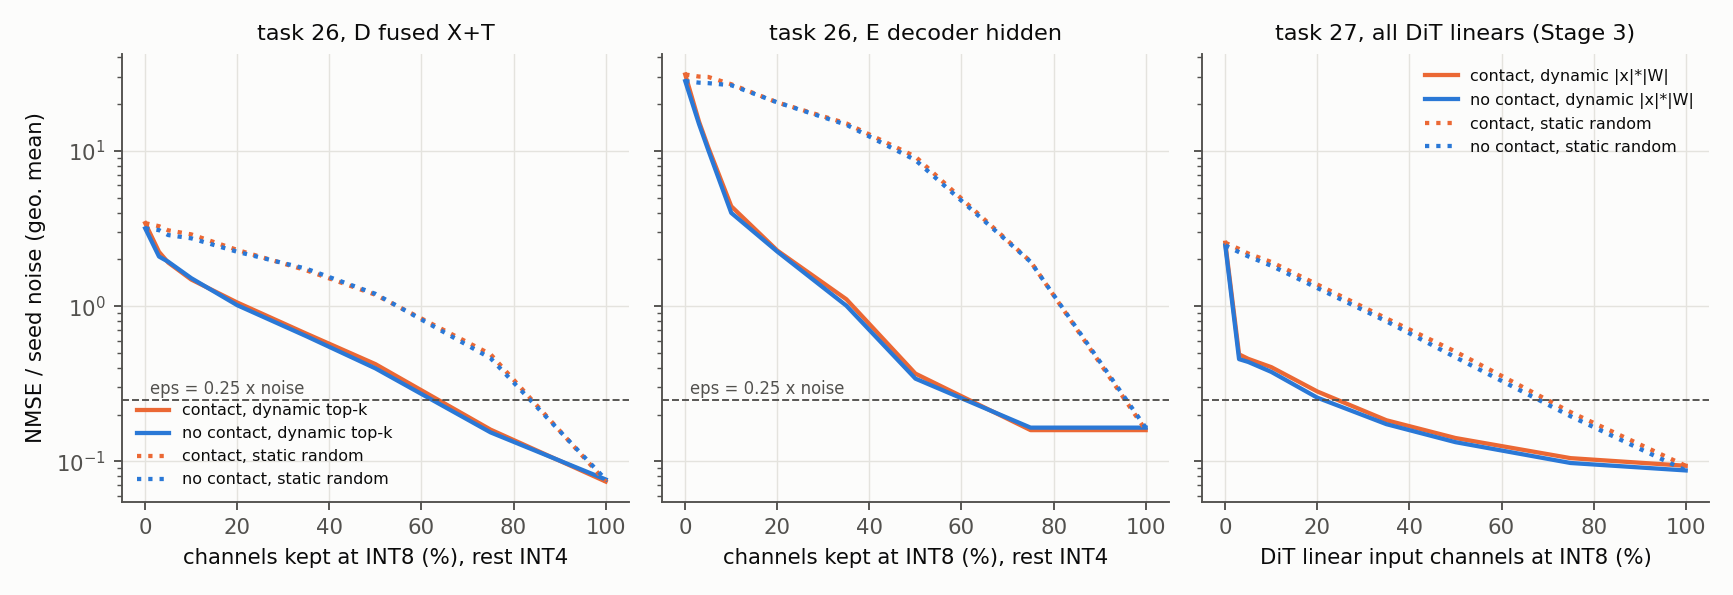 task 26, D fused X+T
task 26, E decoder hidden
task 27, all DiT linears (Stage 3)
NMSE / seed noise (geo. mean)
10¹
10⁰
10⁻¹
eps = 0.25 x noise
contact, dynamic top-k
no contact, dynamic top-k
contact, static random
no contact, static random
0 20 40 60 80 100
channels kept at INT8 (%), rest INT4
eps = 0.25 x noise
0 20 40 60 80 100
channels kept at INT8 (%), rest INT4
contact, dynamic |x|*|W|
no contact, dynamic |x|*|W|
contact, static random
no contact, static random
0 20 40 60 80 100
DiT linear input channels at INT8 (%)